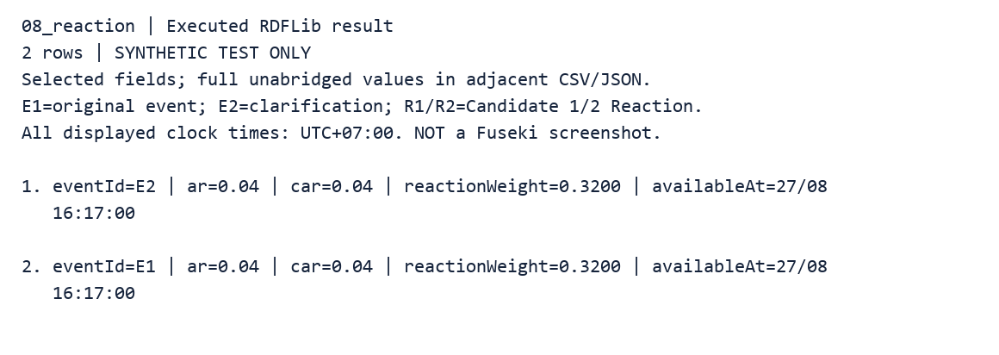 08_reaction | Executed RDFLib result
2 rows | SYNTHETIC TEST ONLY
Selected fields; full unabridged values in adjacent CSV/JSON.
E1=original event; E2=clarification; R1/R2=Candidate 1/2 Reaction.
All displayed clock times: UTC+07:00. NOT a Fuseki screenshot.
1. eventId=E2 | ar=0.04 | car=0.04 | reactionWeight=0.3200 | availableAt=27/08
16:17:00
2. eventId=E1 | ar=0.04 | car=0.04 | reactionWeight=0.3200 | availableAt=27/08
16:17:00